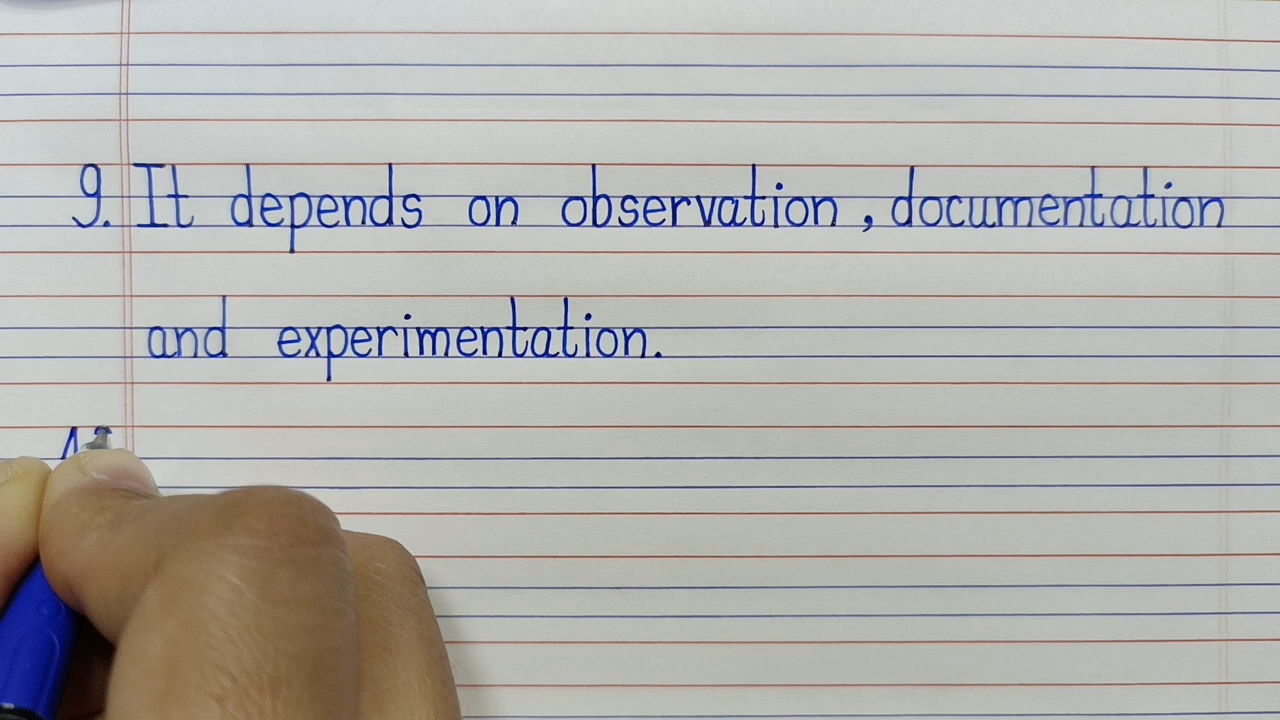 9. It depends on observation, documentation
and experimentation.